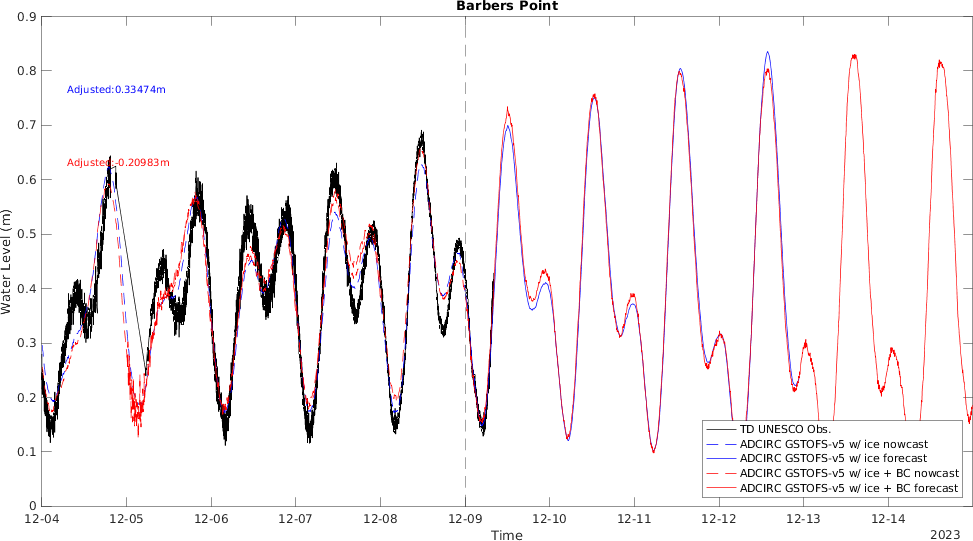 Barbers Point
0.9
0.8
0.7
0.6
0.5
0.4
0.3
0.2
0.1
0
Water Level (m)
Adjusted:0.33474m
Adjusted:-0.20983m
TD UNESCO Obs.
ADCIRC GSTOFS-v5 w/ ice nowcast
ADCIRC GSTOFS-v5 w/ ice forecast
ADCIRC GSTOFS-v5 w/ ice + BC nowcast
ADCIRC GSTOFS-v5 w/ ice + BC forecast
12-04 12-05 12-06 12-07 12-08 12-09 12-10 12-11 12-12 12-13 12-14
Time
2023